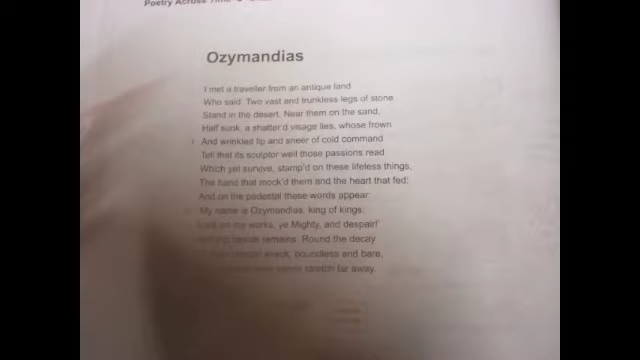 Poetry Across Time
Ozymandias
I met a traveller from an antique land
Who said: Two vast and trunkless legs of stone
Stand in the desert. Near them on the sand,
Half sunk, a shatter'd visage lies, whose frown
And wrinkled lip and sneer of cold command
Tell that its sculptor well those passions read
Which yet survive, stamp'd on these lifeless things,
The hand that mock'd them and the heart that fed;
And on the pedestal these words appear:
My name is Ozymandias, king of kings;
on my works, ye Mighty, and despair!
beside remains. Round the decay
wreck, boundless and bare,
sands stretch far away.